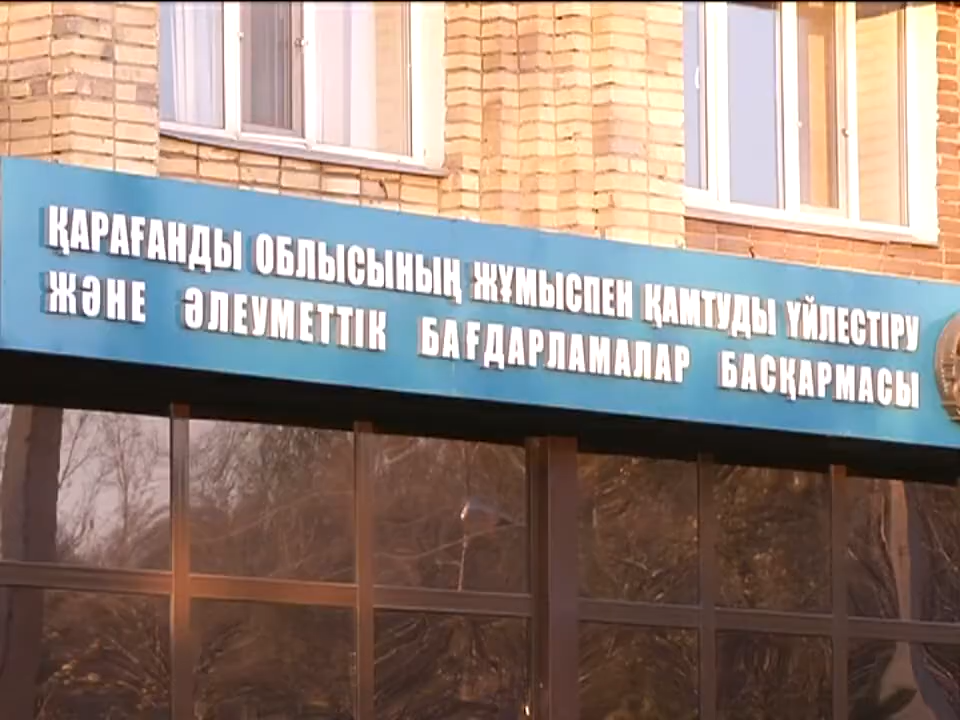 ҚАРАҒАНДЫ ОБЛЫСЫНЫҢ ЖҰМЫСПЕН ҚАМТУДЫ ҮЙЛЕСТІРУ
ЖӘНЕ ӘЛЕУМЕТТІК БАҒДАРЛАМАЛАР БАСҚАРМАСЫ